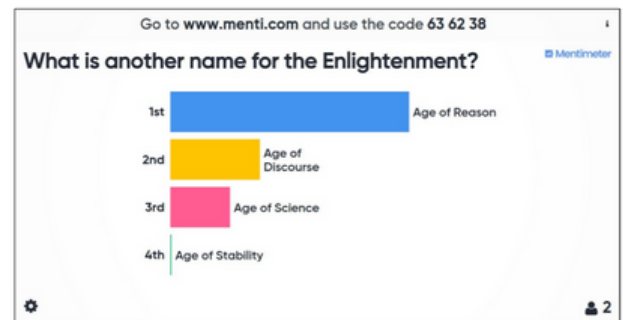 Go to www.menti.com and use the code 63 62 38
What is another name for the Enlightenment?
Mentimeter
1st
Age of Reason
2nd
Age of
Discourse
3rd
Age of Science
4th
Age of Stability
2